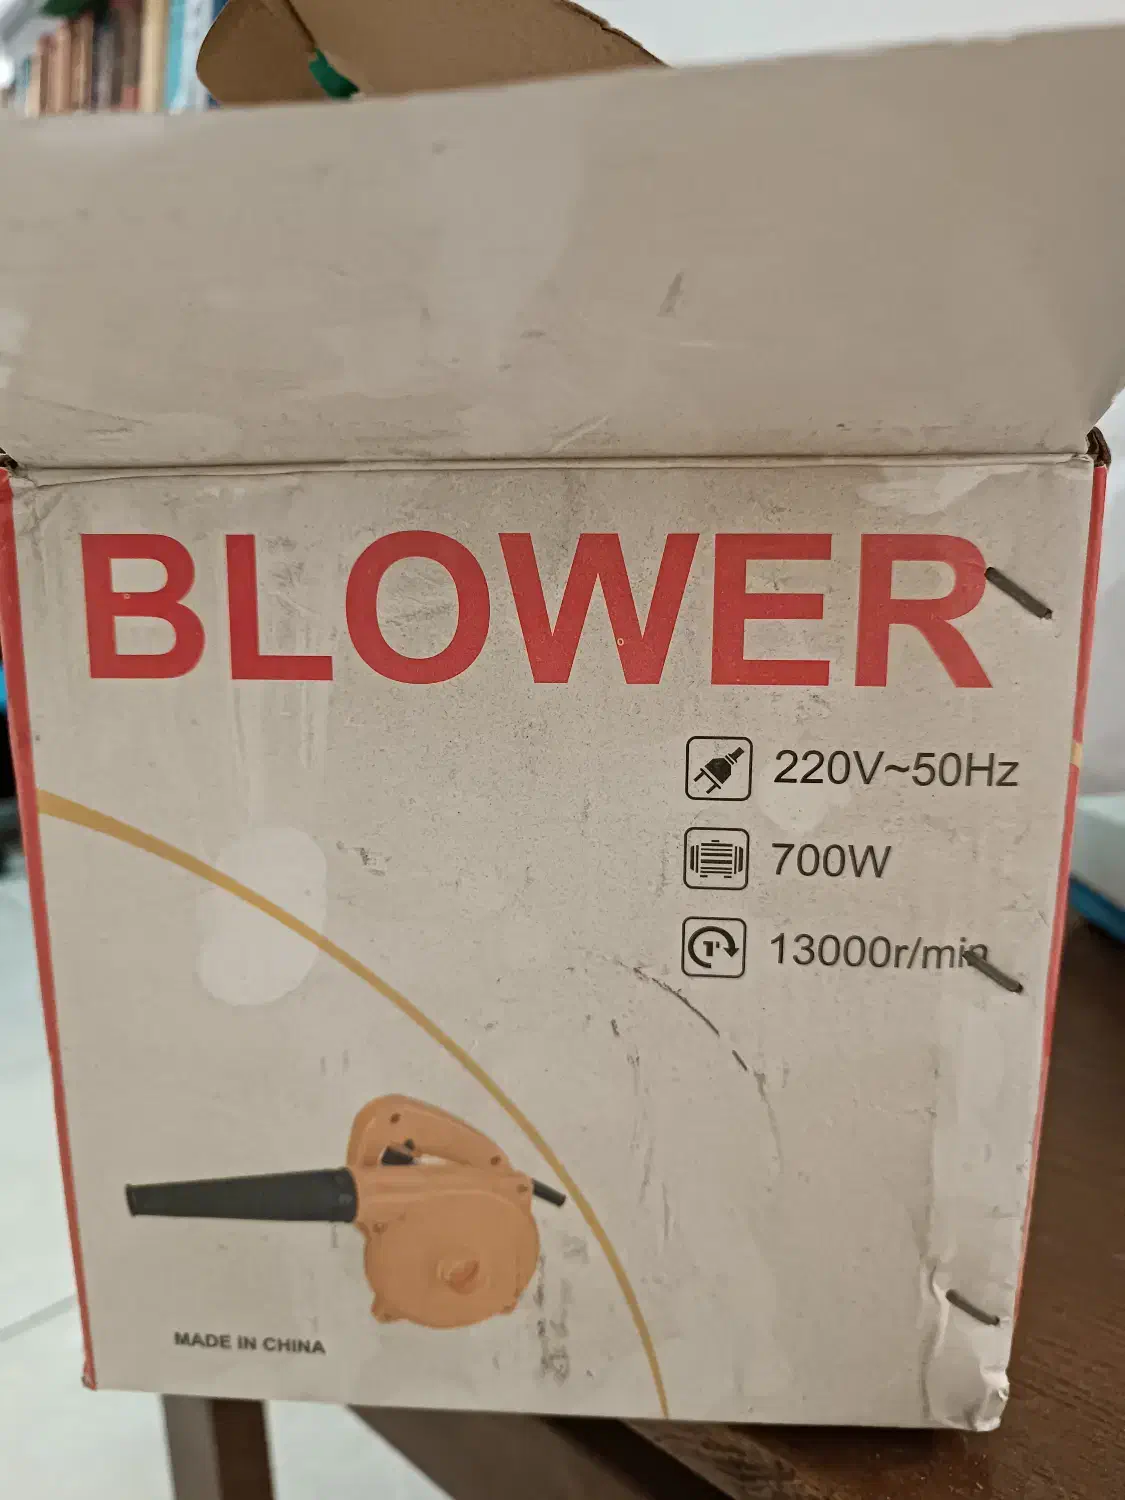 BLOWER
220V~50Hz
700W
13000r/min
MADE IN CHINA